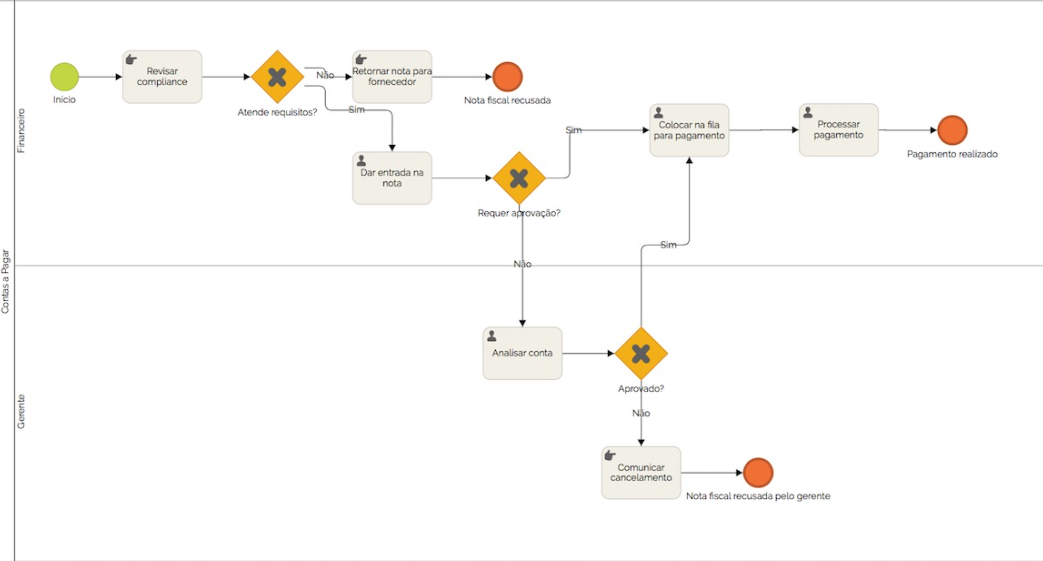 Contas a Pagar
Financeiro
Início
Revisar
compliance
Atende requisitos?
Não
Retornar nota para
fornecedor
Nota fiscal recusada
Sim
Dar entrada na
nota
Requer aprovação?
Sim
Colocar na fila
para pagamento
Processar
pagamento
Pagamento realizado
Não
Sim
Gerente
Analisar conta
Aprovado?
Não
Comunicar
cancelamento
Nota fiscal recusada pelo gerente